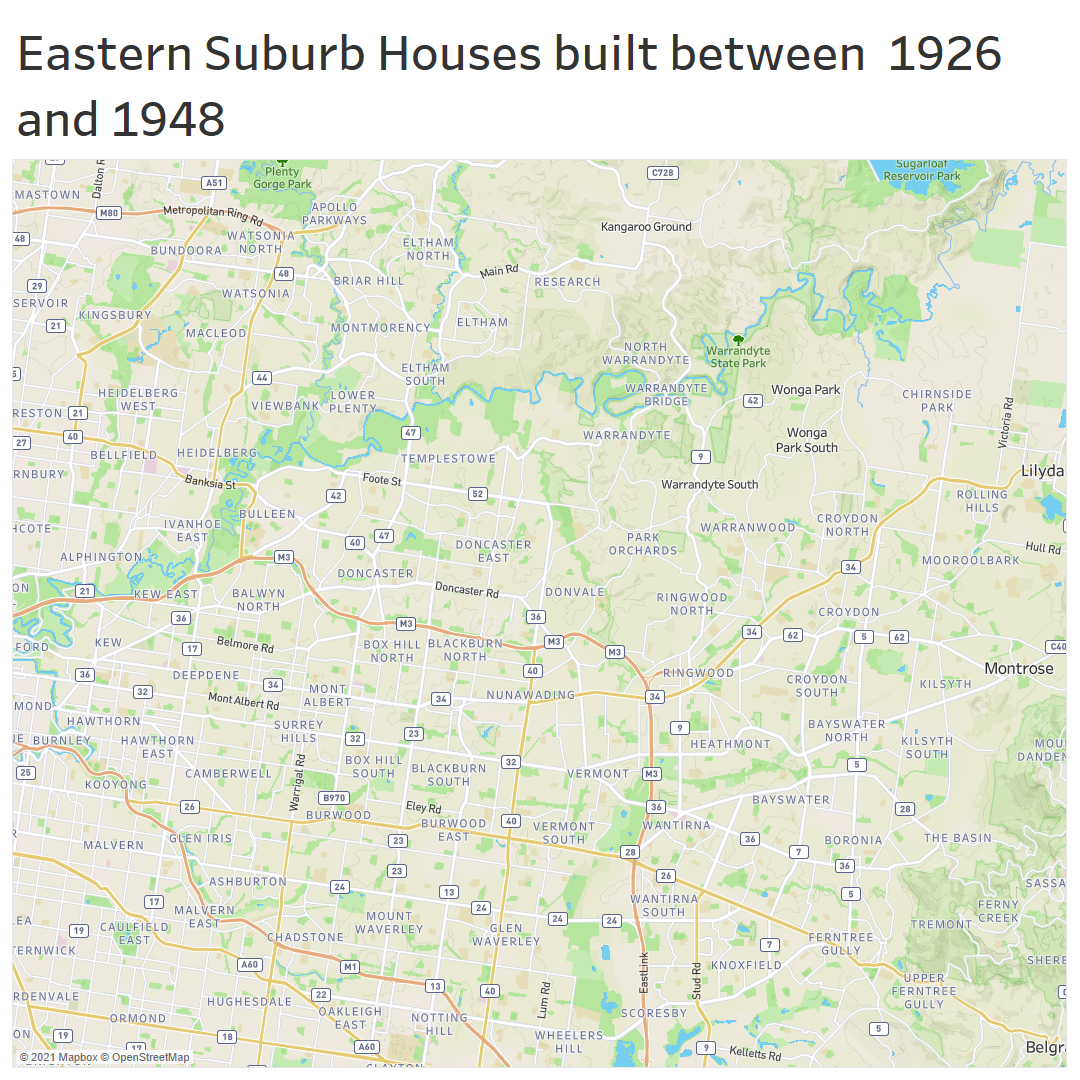 Eastern Suburb Houses built between 1926
and 1948
Plenty
Gorge Park
Sugarloaf
Reservoir Park
Dalton R
C728
A51
MASTOWN
M80
Metropolitan Ring Rd
APOLLO
PARKWAYS
Kangaroo Ground
48
BUNDOORA
WATSONIA
NORTH
ELTHAM
NORTH
Main Rd
48
29
BRIAR HILL
RESEARCH
WATSONIA
SERVOIR
KINGSBURY
21
MACLEOD
MONTMORENCY
ELTHAM
NORTH
WARRANDYTE
Warrandyte
State Park
ELTHAM
SOUTH
44
HEIDELBERG
WEST
VIEWBANK
LOWER
PLENTY
WARRANDYTE
BRIDGE
42
Wonga Park
CHIRNSIDE
PARK
Victoria Rd
RESTON
21
40
27
47
WARRANDYTE
Wonga
Park South
BELLFIELD
HEIDELBERG
TEMPLESTOWE
9
Lilyda
RNBURY
Banksia St
Foote St
Warrandyte South
42
52
ROLLING
HILLS
HCOTE
IVANHOE
EAST
BULLEEN
WARRANWOOD
CROYDON
NORTH
40
47
PARK
ORCHARDS
Hull Rd
ALPHINGTON
M3
DONCASTER
EAST
34
MOOROOLBARK
DONCASTER
ON
21
KEW EAST
BALWYN
NORTH
Doncaster Rd
DONVALE
RINGWOOD
NORTH
CROYDON
36
M3
36
34
62
5
62
FORD
KEW
17
Belmore Rd
BOX HILL
NORTH
BLACKBURN
NORTH
M3
M3
C40
36
DEEPDENE
40
RINGWOOD
Montrose
32
34
MONT
ALBERT
34
NUNAWADING
34
CROYDON
SOUTH
KILSYTH
Mont Albert Rd
MOND
HAWTHORN
SURREY
HILLS
9
BAYSWATER
NORTH
NE
BURNLEY
HAWTHORN
EAST
32
23
HEATHMONT
KILSYTH
SOUTH
MOU
DANDEN
25
KOOYONG
CAMBERWELL
Warrigal Rd
BOX HILL
SOUTH
BLACKBURN
SOUTH
32
VERMONT
M3
5
26
B970
BURWOOD
Eley Rd
BURWOOD
EAST
40
36
BAYSWATER
28
MALVERN
GLEN IRIS
23
VERMONT
SOUTH
WANTIRNA
36
BORONIA
THE BASIN
28
7
36
ASHBURTON
24
23
26
SASSA
17
13
24
WANTIRNA
SOUTH
5
FERNY
CREEK
LEA
19
CAULFIELD
EAST
MALVERN
EAST
MOUNT
WAVERLEY
24
24
TREMONT
CHADSTONE
GLEN
WAVERLEY
7
FERNTREE
GULLY
TERNWICK
A60
M1
KNOXFIELD
SHERE
EastLink
Stud Rd
UPPER
FERNTREE
GULLY
RDENVALE
HUGHESDALE
22
13
40
Lum Rd
ORMOND
OAKLEIGH
EAST
NOTTING
HILL
SCORESBY
5
19
18
WHEELERS
HILL
17
A60
9
Kelletts Rd
Belgr
© 2021 Mapbox © OpenStreetMap
CLAYTON